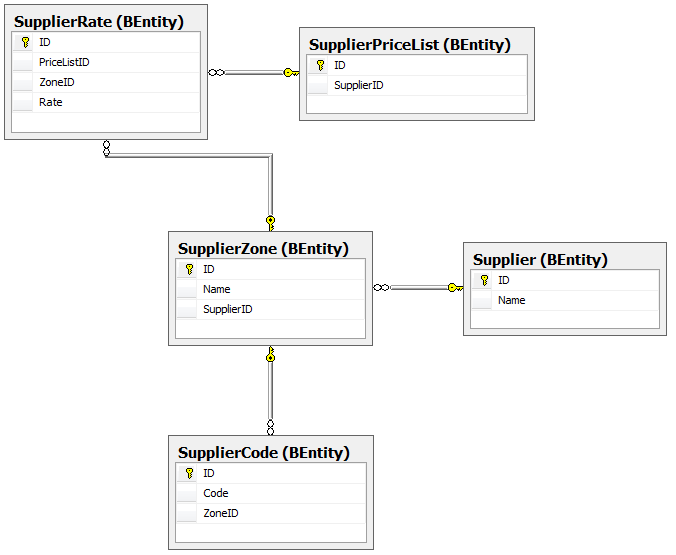 SupplierRate (BEntity)
ID
PriceListID
ZoneID
Rate
SupplierPriceList (BEntity)
ID
SupplierID
SupplierZone (BEntity)
ID
Name
SupplierID
Supplier (BEntity)
ID
Name
SupplierCode (BEntity)
ID
Code
ZoneID